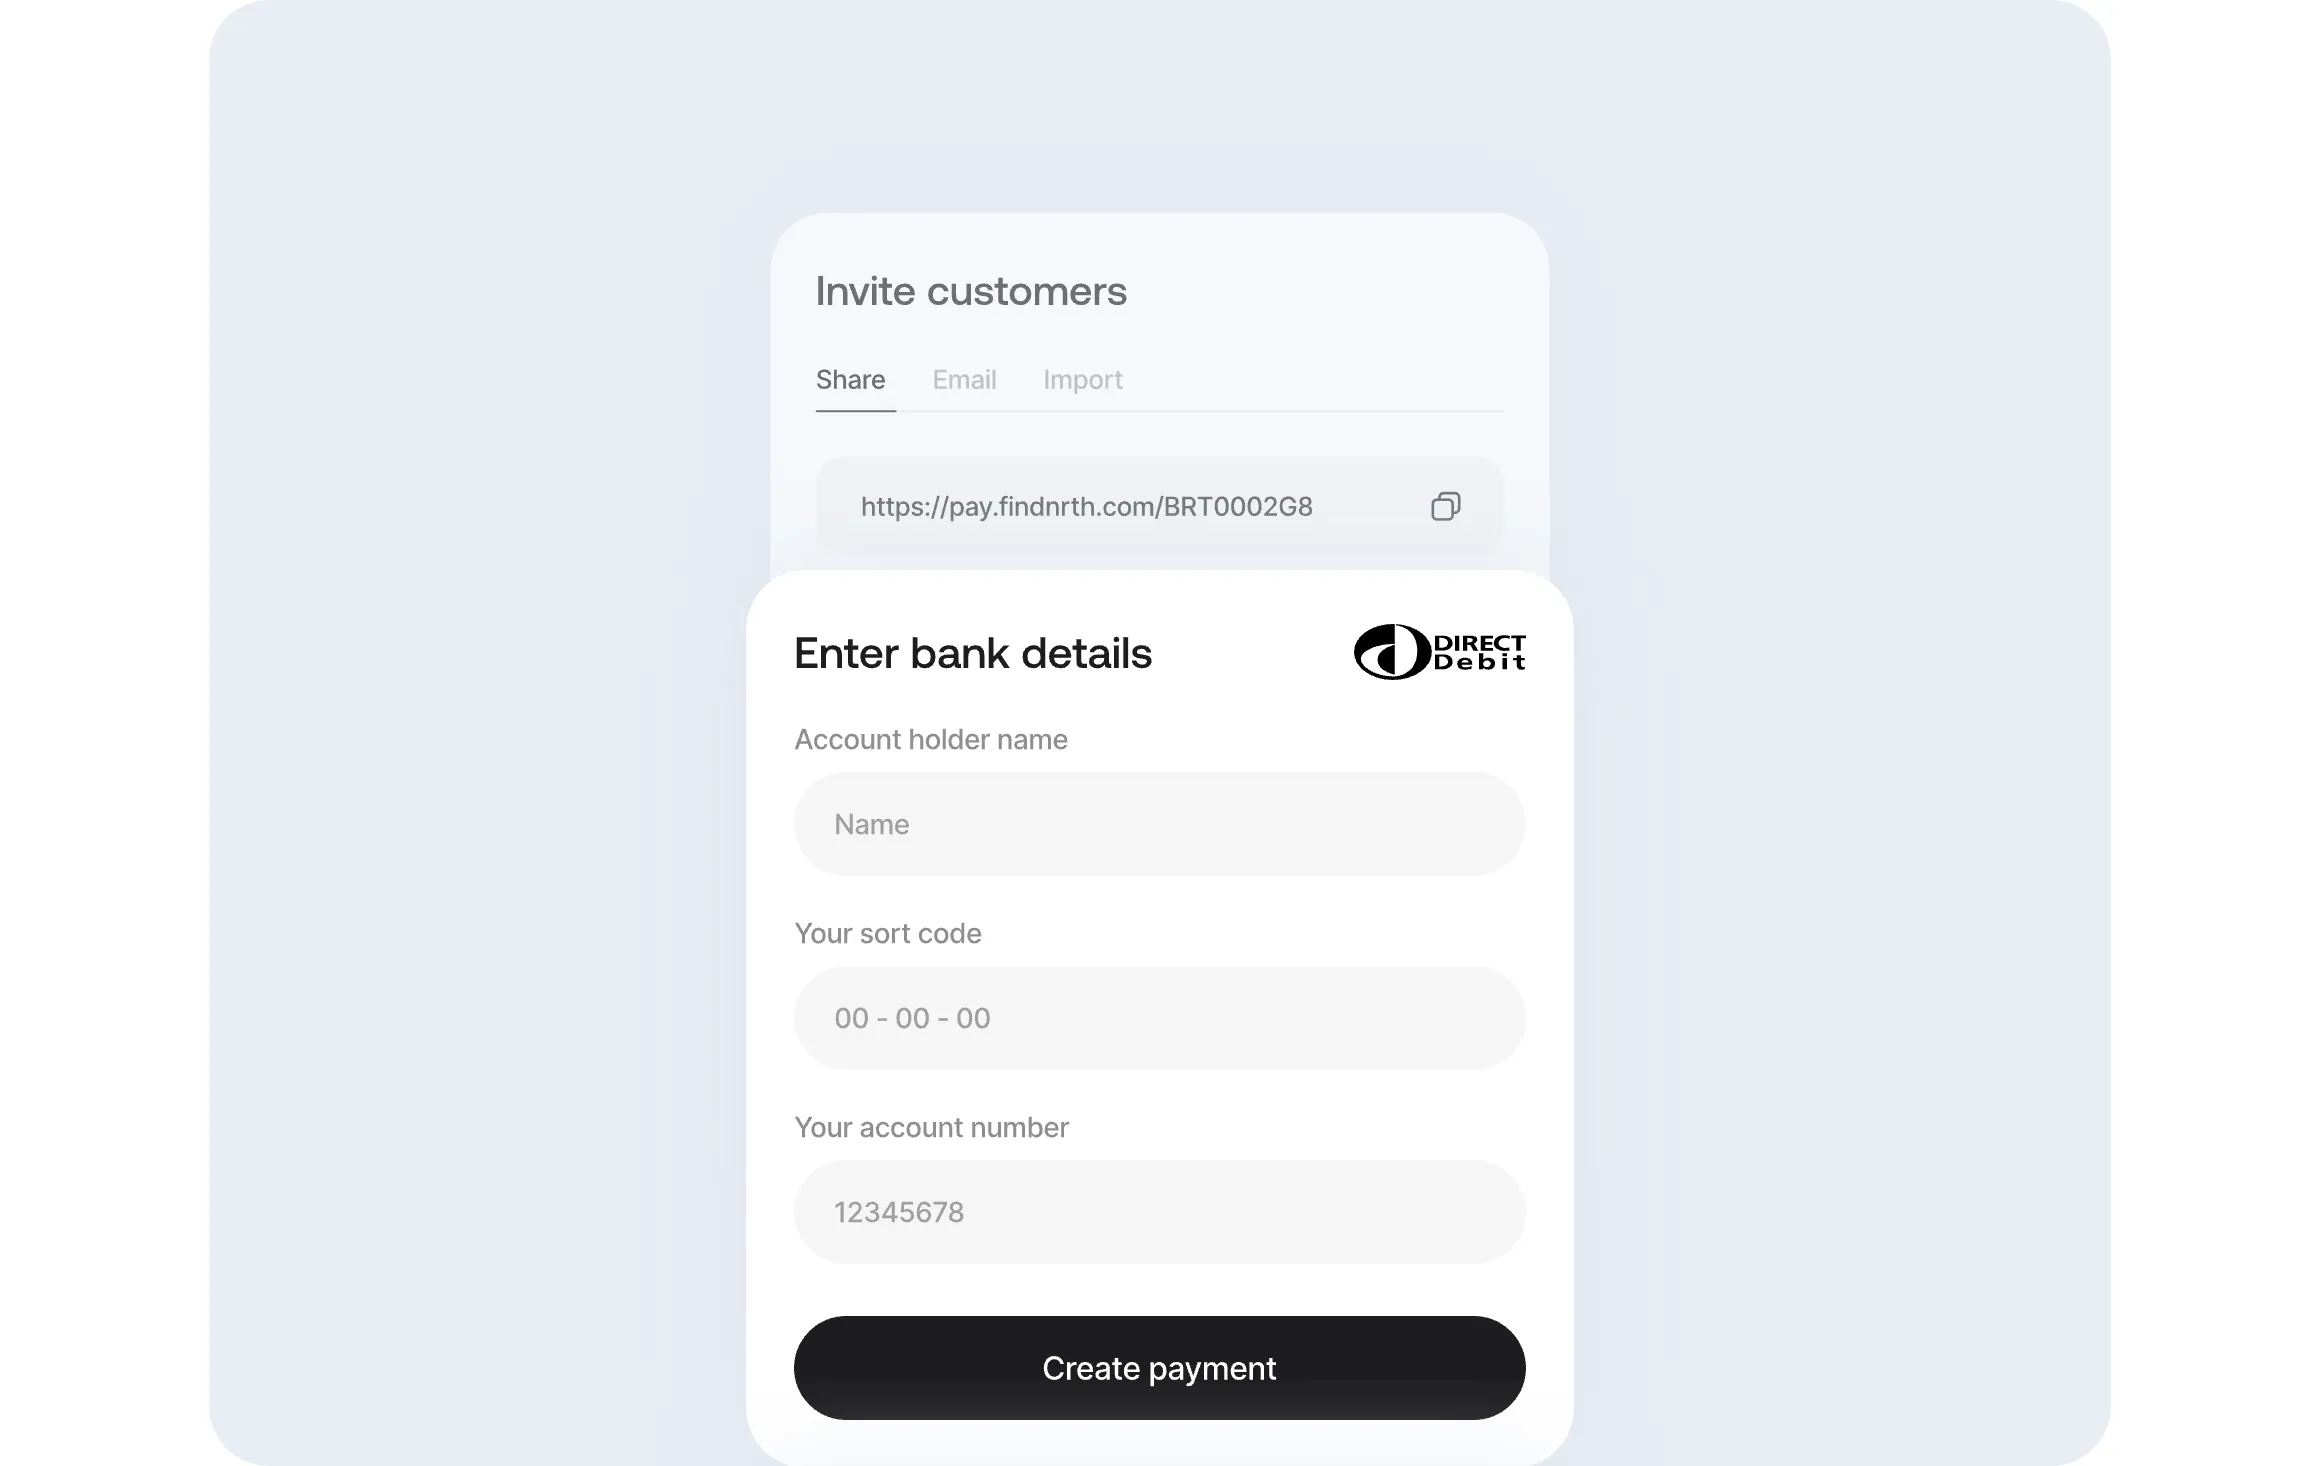 Invite customers
Share Email Import
https://pay.findnrth.com/BRT0002G8
Enter bank details
DIRECT
Debit
Account holder name
Name
Your sort code
00 - 00 - 00
Your account number
12345678
Create payment